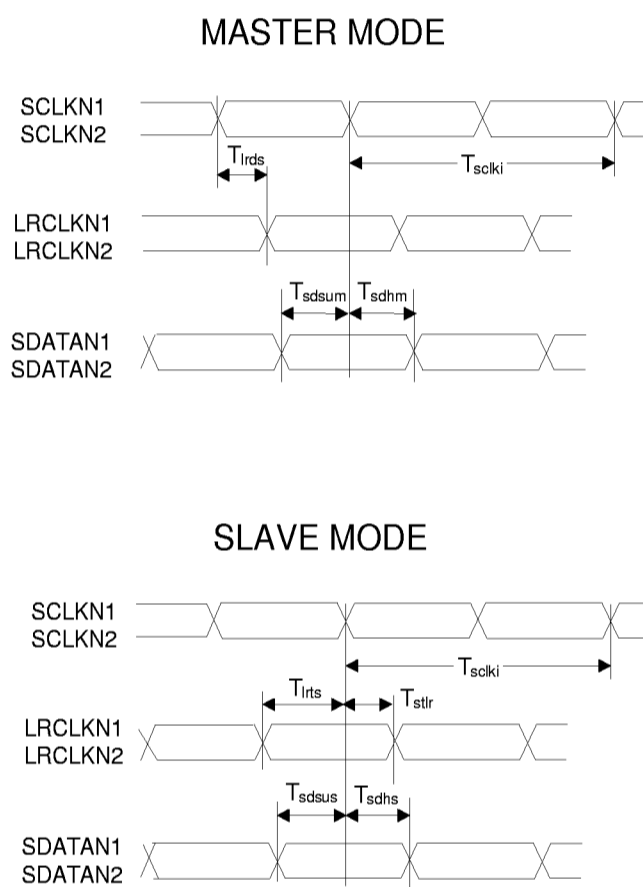 MASTER MODE
SCLKN1
SCLKN2
Tlrds
Tsclki
LRCLKN1
LRCLKN2
Tsdsum Tsdhm
SDATAN1
SDATAN2
SLAVE MODE
SCLKN1
SCLKN2
Tsclki
Tlrts Tstlr
LRCLKN1
LRCLKN2
Tsdsus Tsdhs
SDATAN1
SDATAN2